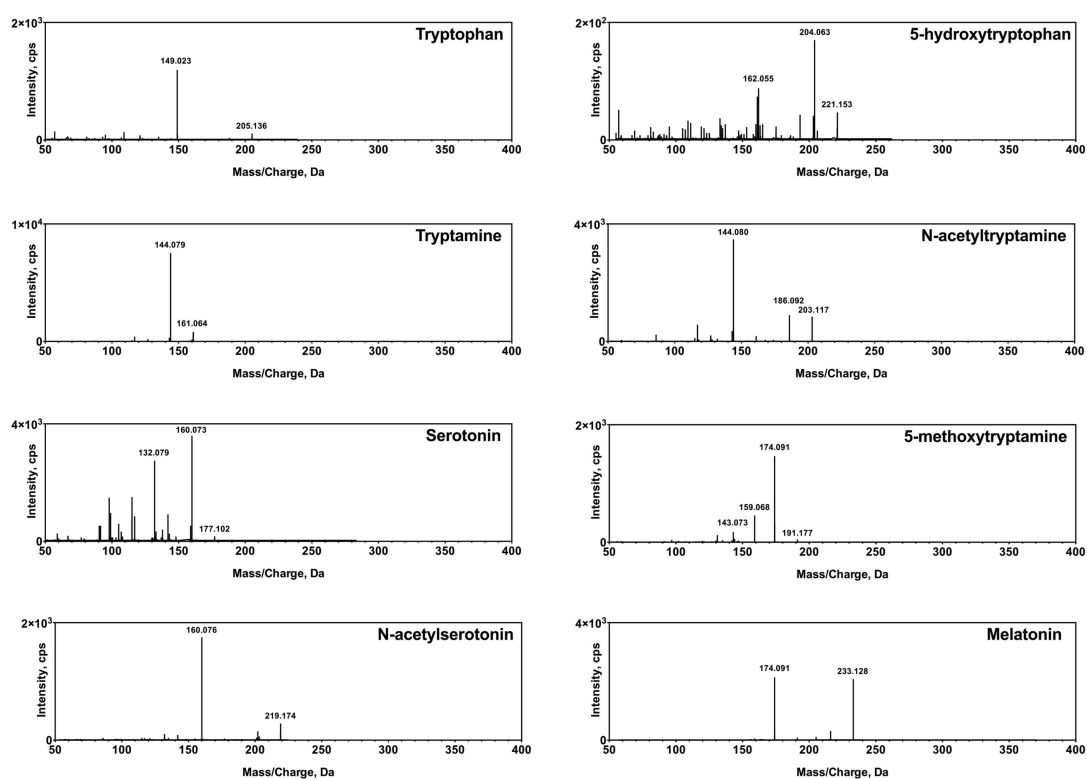 2×10³
Tryptophan
149.023
205.136
Intensity, cps
0
50 100 150 200 250 300 350 400
Mass/Charge, Da
2×10²
5-hydroxytryptophan
204.063
162.055
221.153
Intensity, cps
0
50 100 150 200 250 300 350 400
Mass/Charge, Da
1×10⁴
Tryptamine
144.079
161.064
Intensity, cps
0
50 100 150 200 250 300 350 400
Mass/Charge, Da
4×10³
N-acetyltryptamine
144.080
186.092
203.117
Intensity, cps
0
50 100 150 200 250 300 350 400
Mass/Charge, Da
4×10³
Serotonin
160.073
132.079
177.102
Intensity, cps
0
50 100 150 200 250 300 350 400
Mass/Charge, Da
2×10³
5-methoxytryptamine
174.091
159.068
143.073
191.177
Intensity, cps
0
50 100 150 200 250 300 350 400
Mass/Charge, Da
2×10³
N-acetylserotonin
160.076
219.174
Intensity, cps
0
50 100 150 200 250 300 350 400
Mass/Charge, Da
4×10³
Melatonin
174.091
233.128
Intensity, cps
0
50 100 150 200 250 300 350 400
Mass/Charge, Da